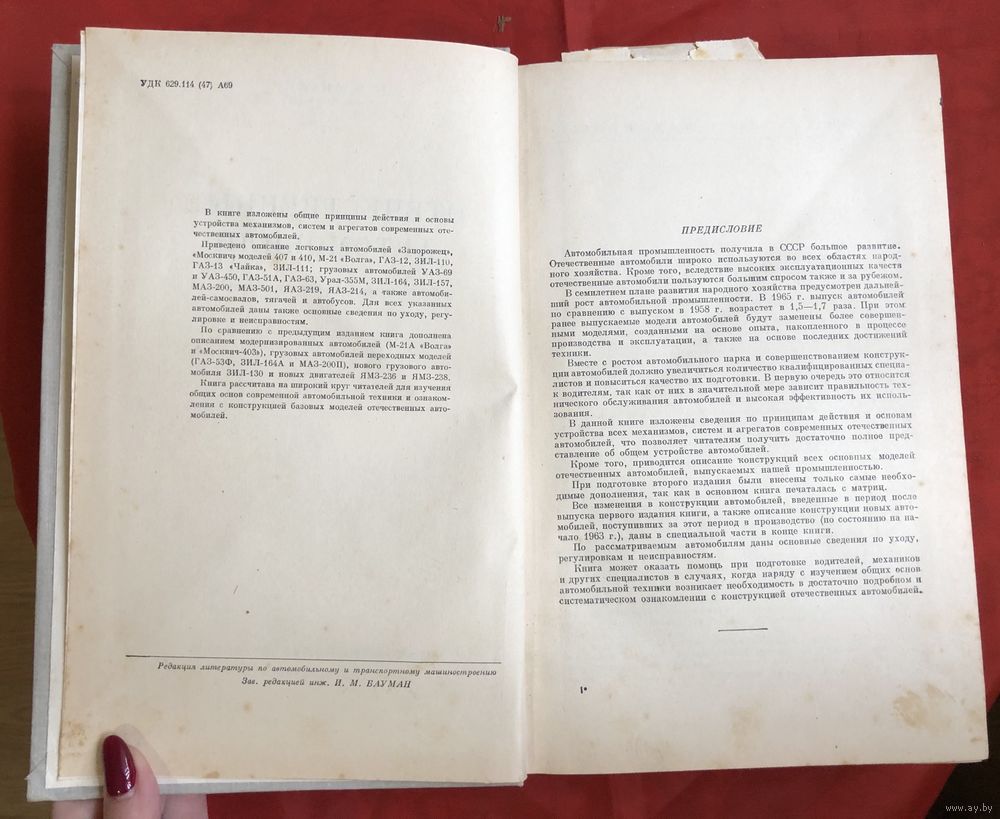 УДК 629.114 (47) А69
В книге изложены общие принципы действия и основы
устройства механизмов, систем и агрегатов современных оте-
чественных автомобилей.
Приведено описание легковых автомобилей «Запорожец»,
«Москвич» моделей 407 и 410, М-21 «Волга», ГАЗ-12, ЗИЛ-110,
ГАЗ-13 «Чайка», ЗИЛ-111; грузовых автомобилей УАЗ-69
и УАЗ-450, ГАЗ-51А, ГАЗ-63, Урал-355М, ЗИЛ-164, ЗИЛ-157,
МАЗ-200, МАЗ-501, ЯАЗ-219, ЯАЗ-214, а также автомоби-
лей-самосвалов, тягачей и автобусов. Для всех указанных
автомобилей даны также основные сведения по уходу, регу-
лировке и неисправностям.
По сравнению с предыдущим изданием книга дополнена
описанием модернизированных автомобилей (М-21А «Волга»
и «Москвич-403»), грузовых автомобилей переходных моделей
(ГАЗ-53Ф, ЗИЛ-164А и МАЗ-200П), нового грузового авто-
мобиля ЗИЛ-130 и новых двигателей ЯМЗ-236 и ЯМЗ-238.
Книга рассчитана на широкий круг читателей для изучения
общих основ современной автомобильной техники и ознаком-
ления с конструкцией базовых моделей отечественных авто-
мобилей.
Редакция литературы по автомобильному и транспортному машиностроению
Зав. редакцией инж. И. М. БАУМАН
ПРЕДИСЛОВИЕ
Автомобильная промышленность получила в СССР большое развитие.
Отечественные автомобили широко используются во всех областях народ-
ного хозяйства. Кроме того, вследствие высоких эксплуатационных качеств
отечественные автомобили пользуются большим спросом также и за рубежом.
В семилетнем плане развития народного хозяйства предусмотрен дальней-
ший рост автомобильной промышленности. В 1965 г. выпуск автомобилей
по сравнению с выпуском в 1958 г. возрастет в 1,5—1,7 раза. При этом
ранее выпускаемые модели автомобилей будут заменены более совершен-
ными моделями, созданными на основе опыта, накопленного в процессе
производства и эксплуатации, а также на основе последних достижений
техники.
Вместе с ростом автомобильного парка и совершенствованием конструк-
ции автомобилей должно увеличиться количество квалифицированных специа-
листов и повыситься качество их подготовки. В первую очередь это относится
к водителям, так как от них в значительной мере зависит правильность тех-
нического обслуживания автомобилей и высокая эффективность их исполь-
зования.
В данной книге изложены сведения по принципам действия и основам
устройства всех механизмов, систем и агрегатов современных отечественных
автомобилей, что позволяет читателям получить достаточно полное пред-
ставление об общем устройстве автомобилей.
Кроме того, приводится описание конструкций всех основных моделей
отечественных автомобилей, выпускаемых нашей промышленностью.
При подготовке второго издания были внесены только самые необхо-
димые дополнения, так как в основном книга печаталась с матриц.
Все изменения в конструкции автомобилей, введенные в период после
выпуска первого издания книги, а также описание конструкции новых авто-
мобилей, поступивших за этот период в производство (по состоянию на на-
чало 1963 г.), даны в специальной части в конце книги.
По рассматриваемым автомобилям даны основные сведения по уходу,
регулировкам и неисправностям.
Книга может оказать помощь при подготовке водителей, механиков
и других специалистов в случаях, когда наряду с изучением общих основ
автомобильной техники возникает необходимость в достаточно подробном и
систематическом ознакомлении с конструкцией отечественных автомобилей.
1*
www.ay.by